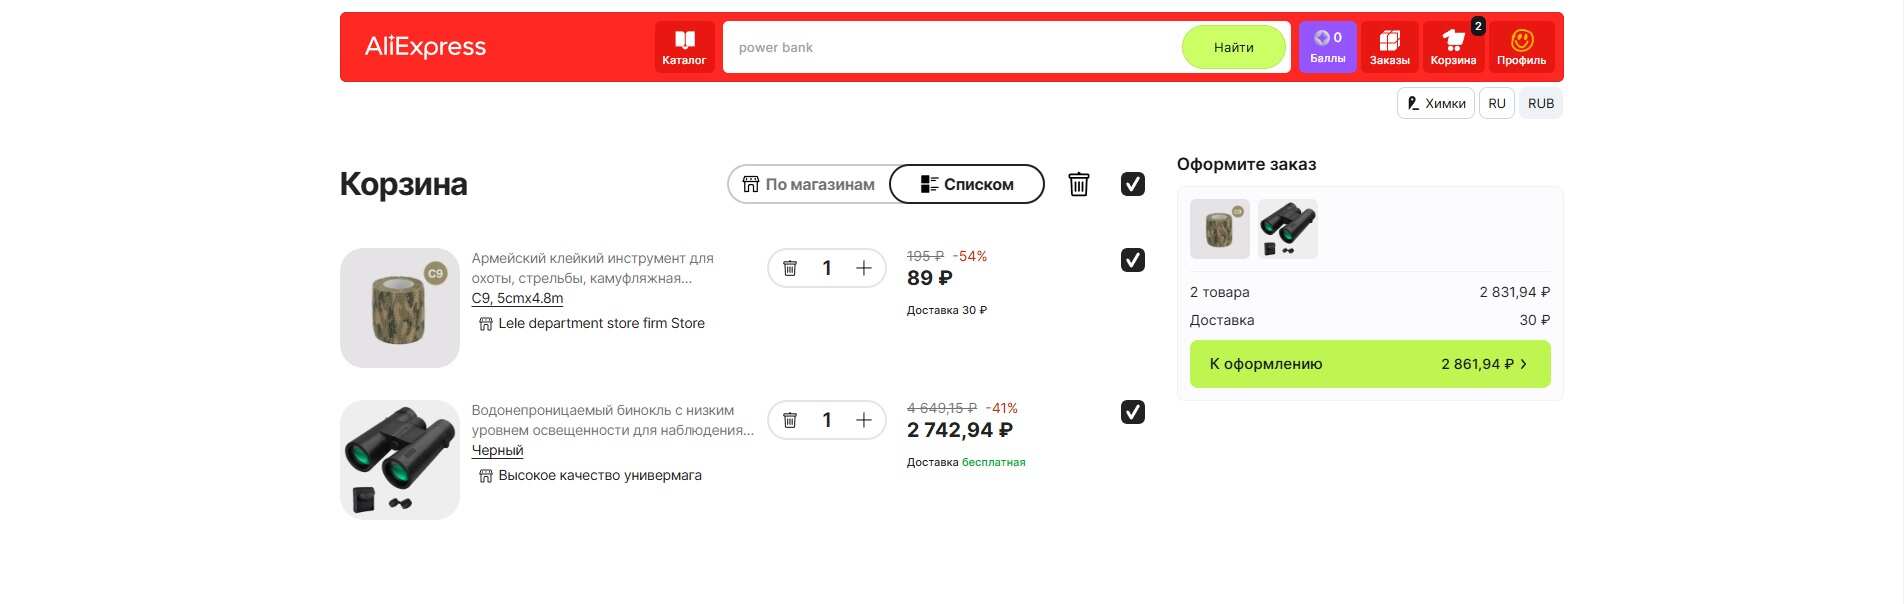 AliExpress
Каталог
power bank
Найти
0
Баллы
Заказы
2
Корзина
Профиль
Химки
RU
RUB
Корзина
По магазинам
Списком
Оформите заказ
C9
Армейский клейкий инструмент для
охоты, стрельбы, камуфляжная...
C9, 5cmx4.8m
Lele department store firm Store
1
195 ₽ -54%
89 ₽
Доставка 30 ₽
C9
2 товара 2 831,94 ₽
Доставка 30 ₽
К оформлению 2 861,94 ₽
Водонепроницаемый бинокль с низким
уровнем освещенности для наблюдения...
Черный
Высокое качество универмага
1
4 649,15 ₽ -41%
2 742,94 ₽
Доставка бесплатная